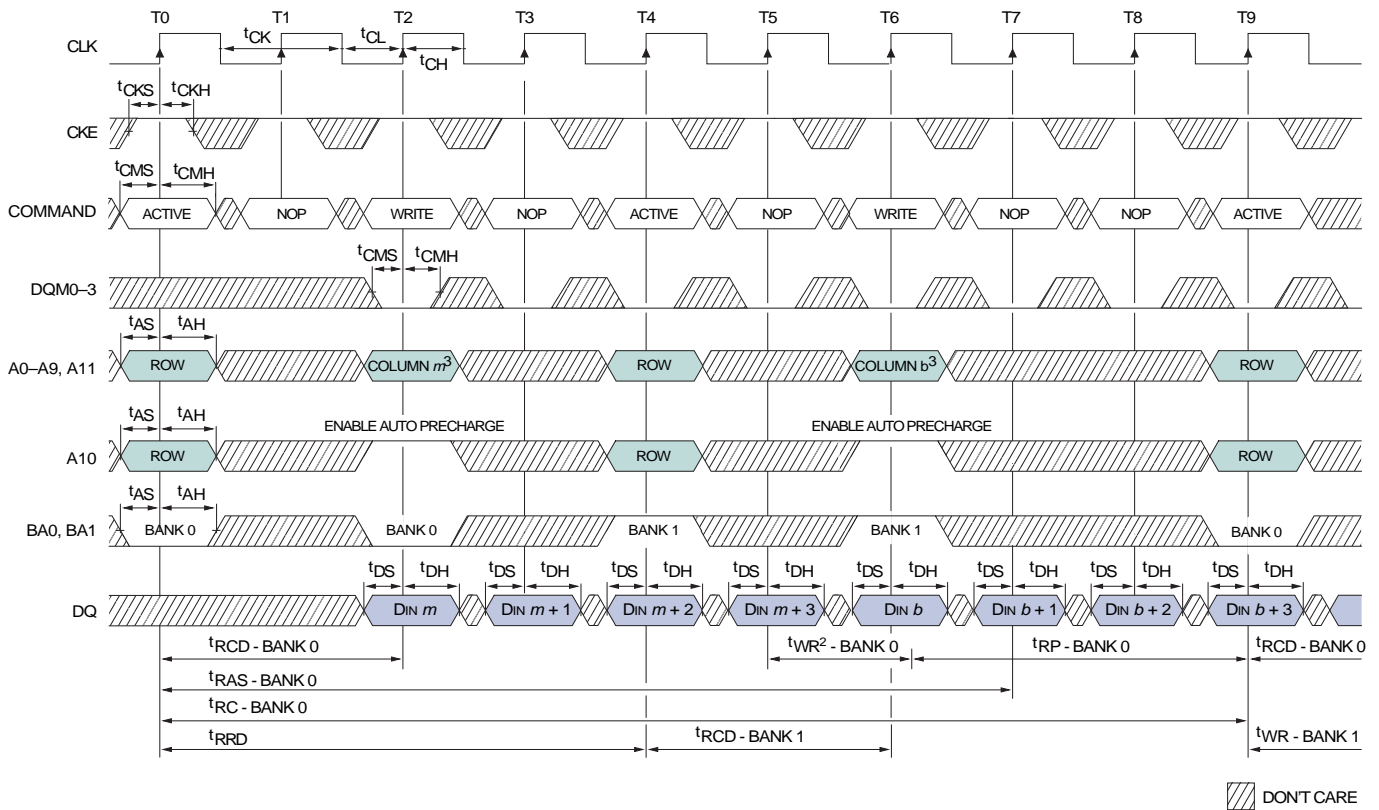 T0 T1 T2 T3 T4 T5 T6 T7 T8 T9
CLK
tCK tCL
tCH
tCKS tCKH
CKE
tCMS tCMH
COMMAND ACTIVE NOP WRITE NOP ACTIVE NOP WRITE NOP NOP ACTIVE
tCMS tCMH
DQM0–3
tAS tAH
A0–A9, A11 ROW COLUMN m³ ROW COLUMN b³ ROW
tAS tAH
ENABLE AUTO PRECHARGE ENABLE AUTO PRECHARGE
A10 ROW ROW ROW
tAS tAH
BA0, BA1 BANK 0 BANK 0 BANK 1 BANK 1 BANK 0
tDS tDH tDS tDH tDS tDH tDS tDH tDS tDH tDS tDH tDS tDH tDS tDH
DQ DIN m DIN m + 1 DIN m + 2 DIN m + 3 DIN b DIN b + 1 DIN b + 2 DIN b + 3
tRCD - BANK 0 tWR² - BANK 0 tRP - BANK 0 tRCD - BANK 0
tRAS - BANK 0
tRC - BANK 0
tRRD tRCD - BANK 1 tWR - BANK 1
DON'T CARE